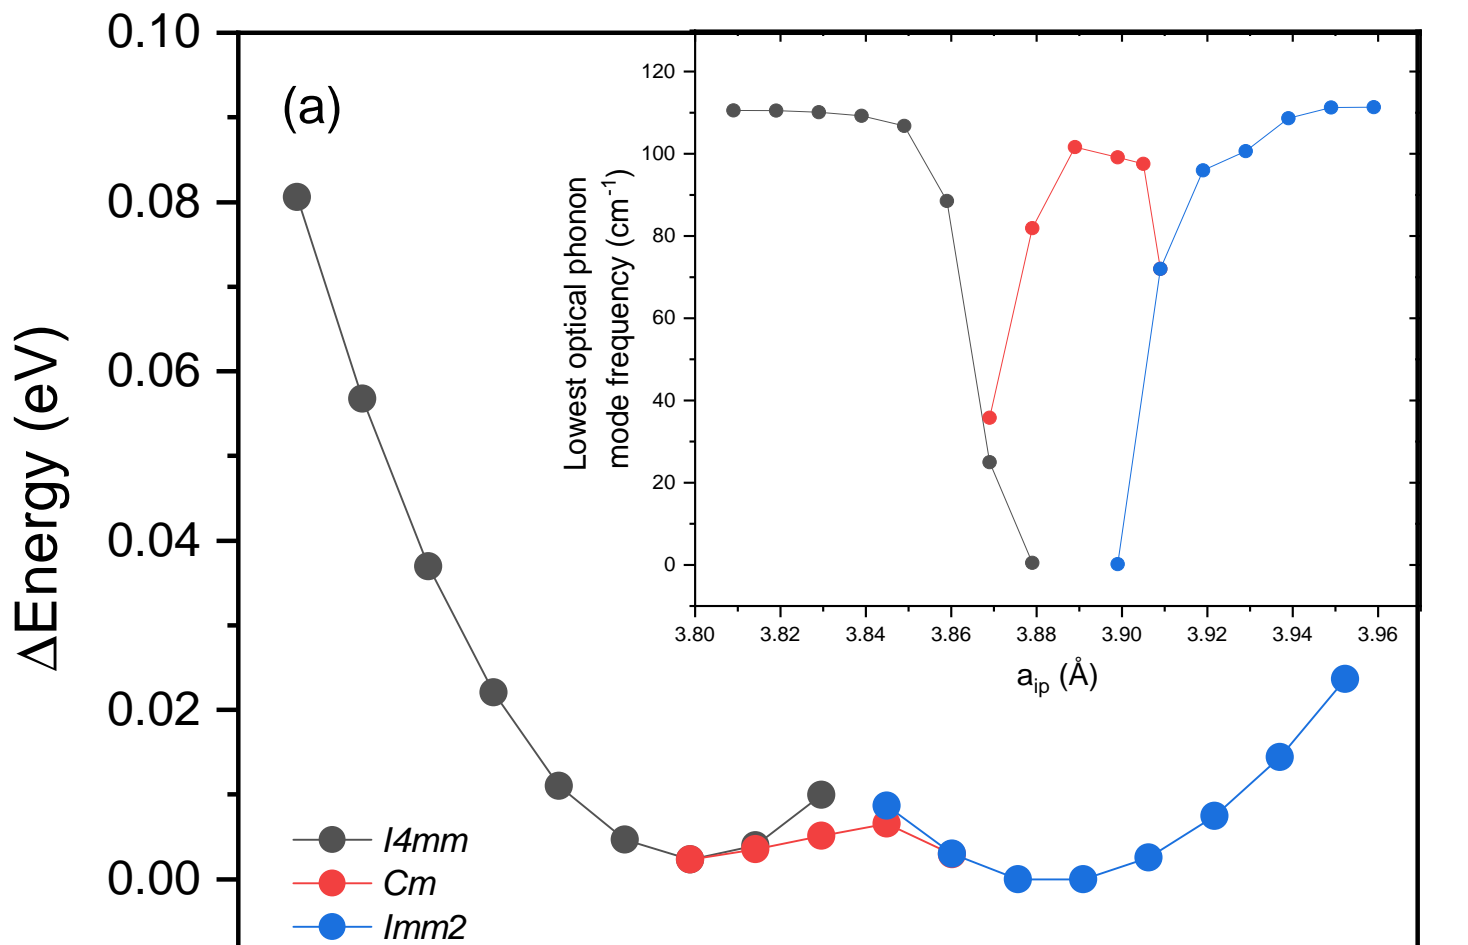 (a)
ΔEnergy (eV)
0.10
0.08
0.06
0.04
0.02
0.00
I4mm
Cm
Imm2
Lowest optical phonon
mode frequency (cm⁻¹)
120
100
80
60
40
20
0
3.80 3.82 3.84 3.86 3.88 3.90 3.92 3.94 3.96
aᵢₚ (Å)